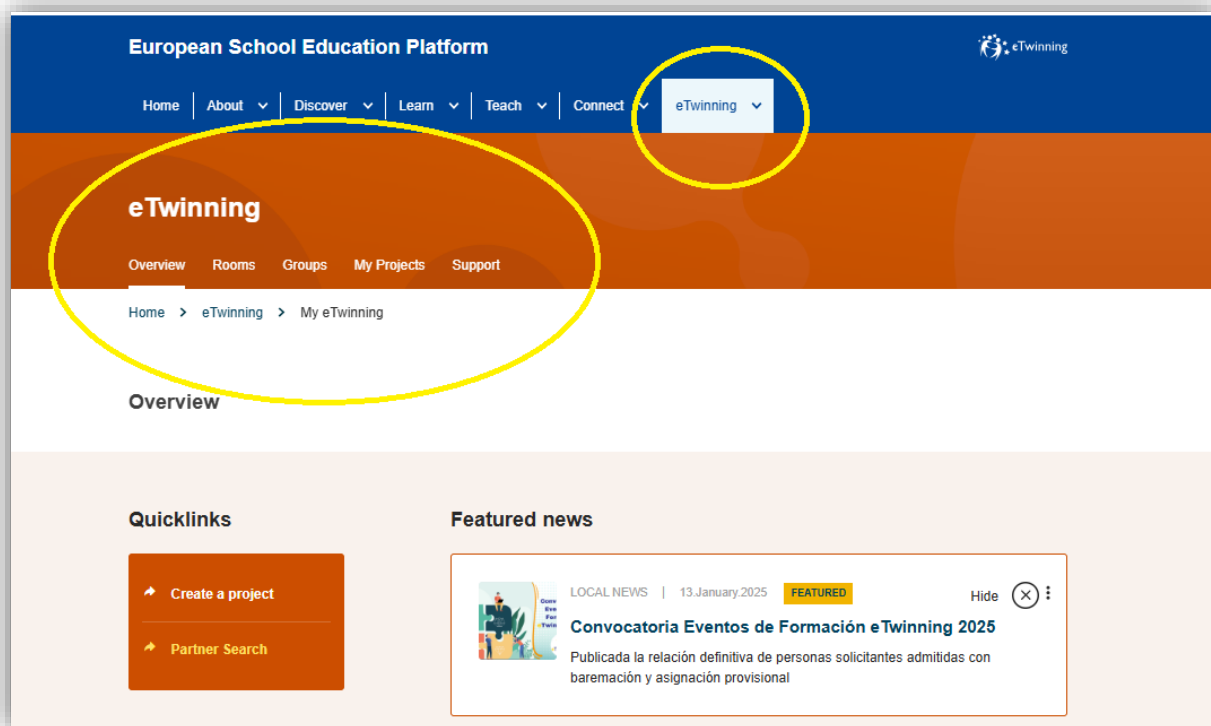 European School Education Platform
eTwinning
Home About Discover Learn Teach Connect eTwinning
eTwinning
Overview Rooms Groups My Projects Support
Home > eTwinning > My eTwinning
Overview
Quicklinks
Create a project
Partner Search
Featured news
LOCAL NEWS | 13.January.2025 FEATURED Hide
Convocatoria Eventos de Formación eTwinning 2025
Publicada la relación definitiva de personas solicitantes admitidas con
baremación y asignación provisional